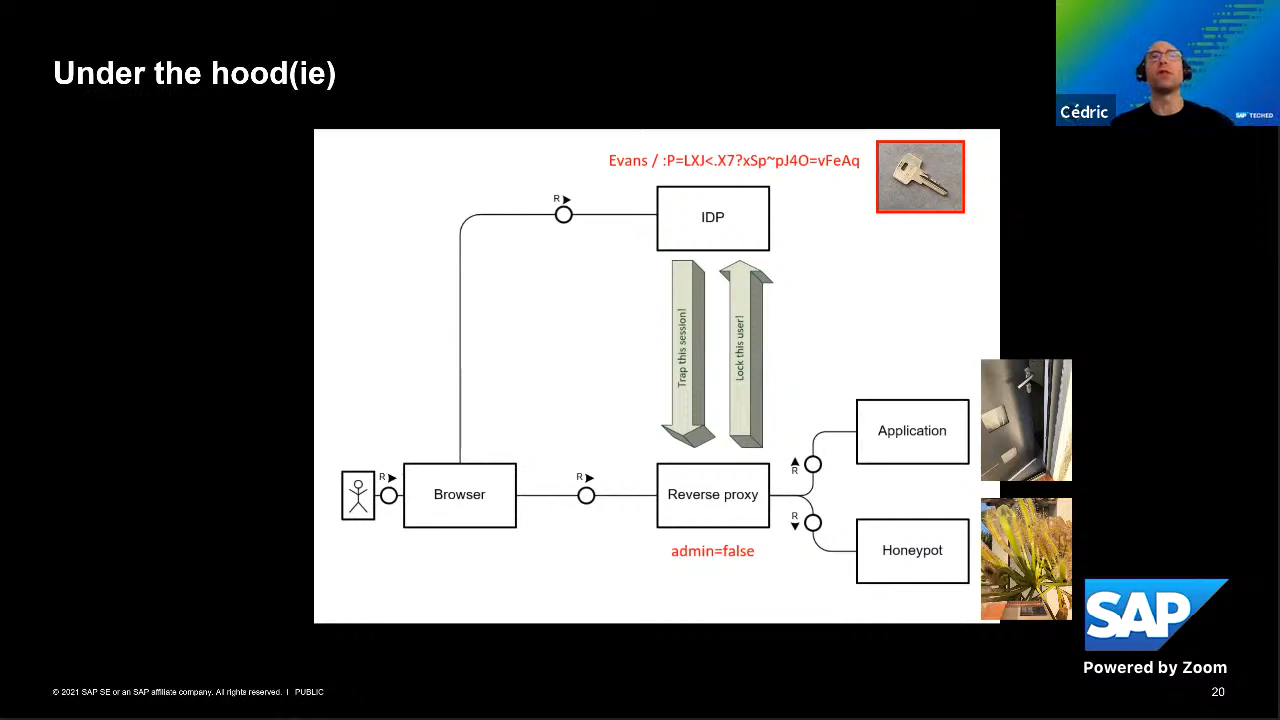 Under the hood(ie)
Cédric
SAP TECHED
Evans / :P=LXJ<.X7?xSp~pJ4O=vFeAq
R
IDP
Trap this session!
Lock this user!
Application
R
R
R
Browser
Reverse proxy
R
admin=false
Honeypot
SAP
Powered by Zoom
© 2021 SAP SE or an SAP affiliate company. All rights reserved. | PUBLIC
20